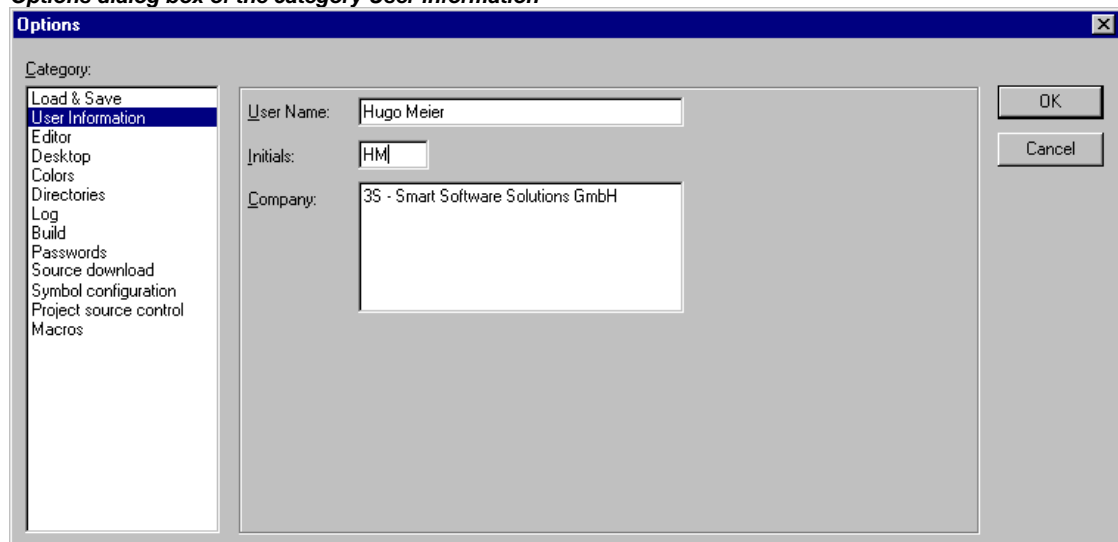 Options dialog box of the category User Information
Options
Category:
Load & Save
User Information
Editor
Desktop
Colors
Directories
Log
Build
Passwords
Source download
Symbol configuration
Project source control
Macros
User Name: Hugo Meier
Initials: HM
Company: 3S - Smart Software Solutions GmbH
OK
Cancel